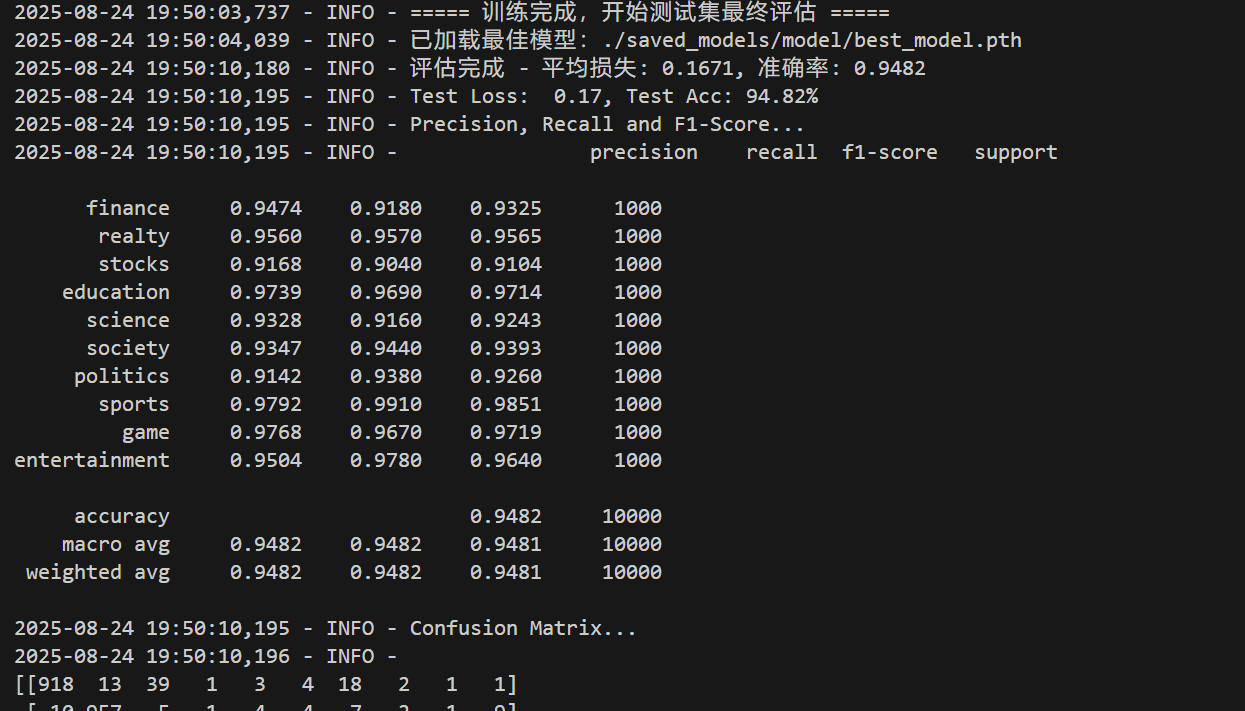 2025-08-24 19:50:03,737 - INFO - ===== 训练完成，开始测试集最终评估 =====
2025-08-24 19:50:04,039 - INFO - 已加载最佳模型: ./saved_models/model/best_model.pth
2025-08-24 19:50:10,180 - INFO - 评估完成 - 平均损失: 0.1671, 准确率: 0.9482
2025-08-24 19:50:10,195 - INFO - Test Loss:  0.17, Test Acc: 94.82%
2025-08-24 19:50:10,195 - INFO - Precision, Recall and F1-Score...
2025-08-24 19:50:10,195 - INFO -                precision    recall  f1-score   support
      finance     0.9474    0.9180    0.9325      1000
       realty     0.9560    0.9570    0.9565      1000
       stocks     0.9168    0.9040    0.9104      1000
    education     0.9739    0.9690    0.9714      1000
      science     0.9328    0.9160    0.9243      1000
      society     0.9347    0.9440    0.9393      1000
     politics     0.9142    0.9380    0.9260      1000
       sports     0.9792    0.9910    0.9851      1000
         game     0.9768    0.9670    0.9719      1000
entertainment     0.9504    0.9780    0.9640      1000
     accuracy                         0.9482     10000
    macro avg     0.9482    0.9482    0.9481     10000
 weighted avg     0.9482    0.9482    0.9481     10000
2025-08-24 19:50:10,195 - INFO - Confusion Matrix...
2025-08-24 19:50:10,196 - INFO -
[[918  13  39   1   3   4  18   2   1   1]